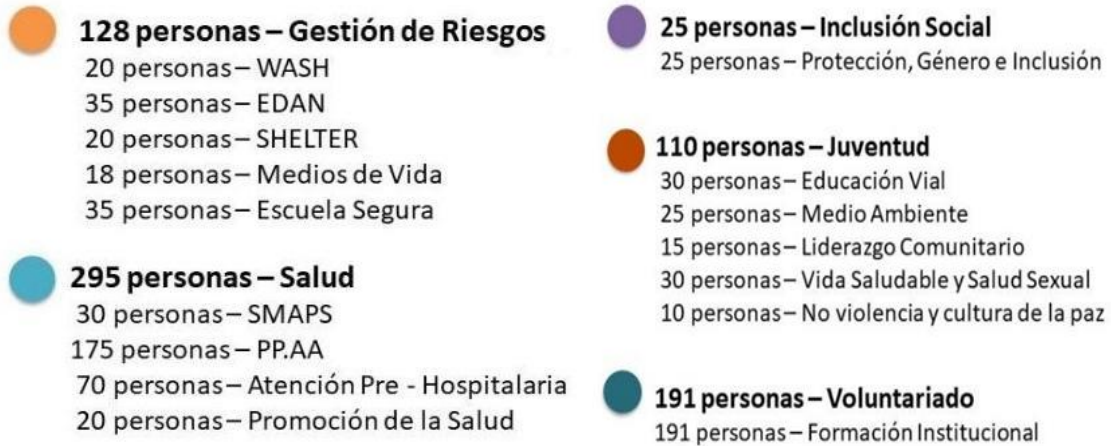 128 personas – Gestión de Riesgos
20 personas – WASH
35 personas – EDAN
20 personas – SHELTER
18 personas – Medios de Vida
35 personas – Escuela Segura
295 personas – Salud
30 personas – SMAPS
175 personas – PP.AA
70 personas – Atención Pre - Hospitalaria
20 personas – Promoción de la Salud
25 personas – Inclusión Social
25 personas – Protección, Género e Inclusión
110 personas – Juventud
30 personas – Educación Vial
25 personas – Medio Ambiente
15 personas – Liderazgo Comunitario
30 personas – Vida Saludable y Salud Sexual
10 personas – No violencia y cultura de la paz
191 personas – Voluntariado
191 personas – Formación Institucional